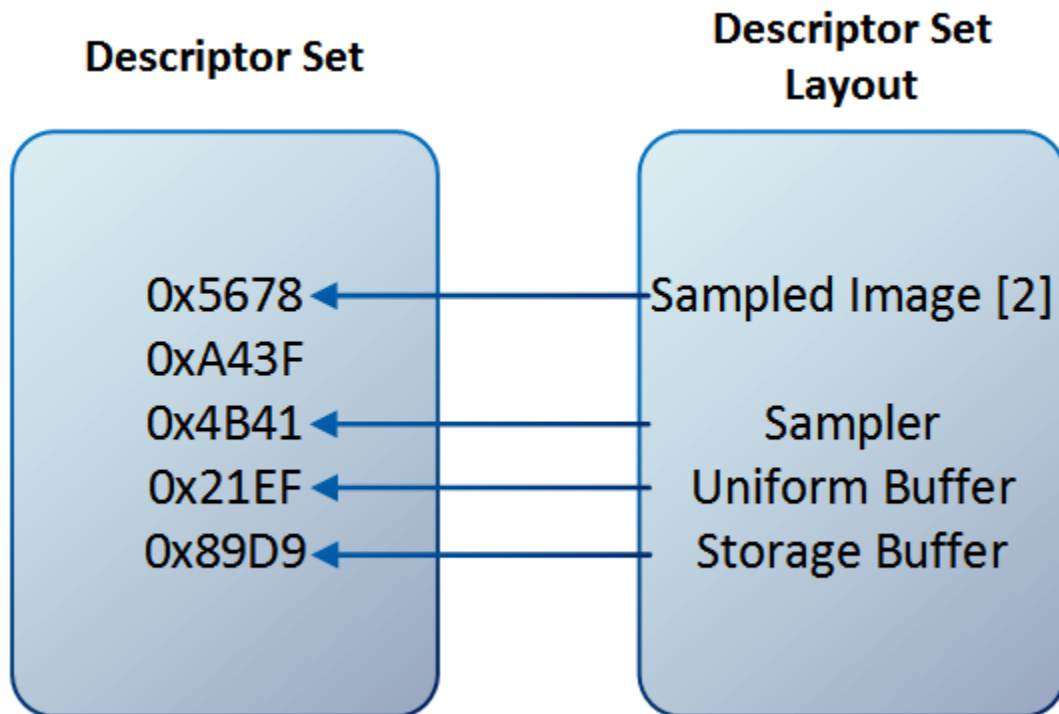 Descriptor Set
Descriptor Set
Layout
0x5678
Sampled Image [2]
0xA43F
0x4B41
Sampler
0x21EF
Uniform Buffer
0x89D9
Storage Buffer